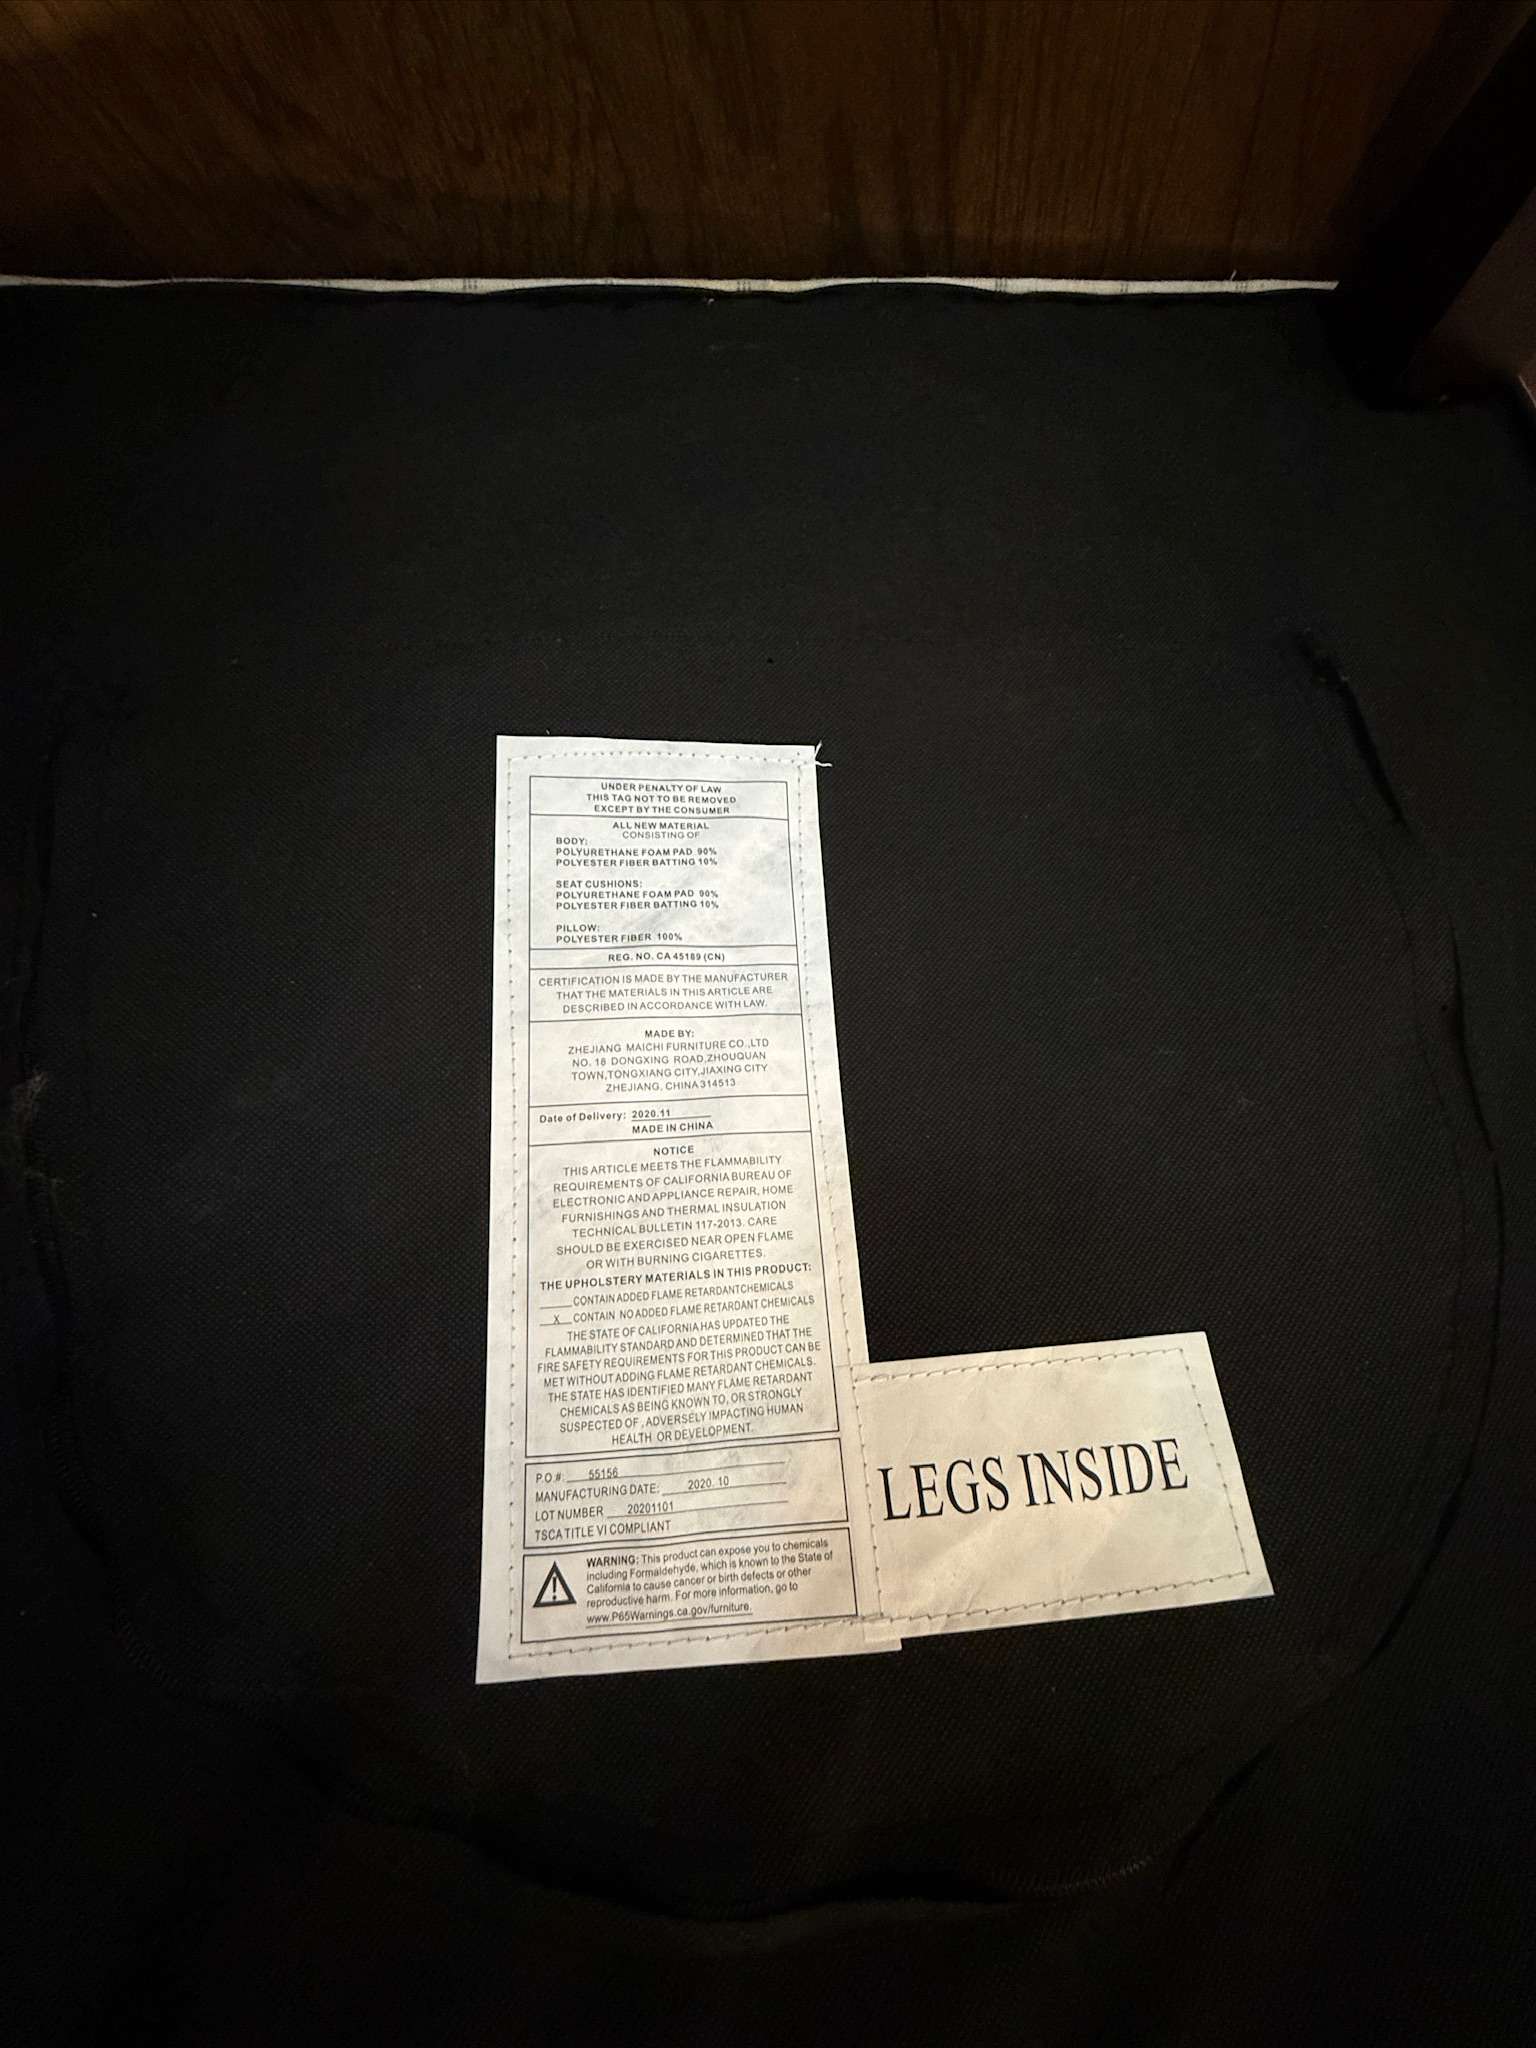 UNDER PENALTY OF LAW
THIS TAG NOT TO BE REMOVED
EXCEPT BY THE CONSUMER
ALL NEW MATERIAL
CONSISTING OF
BODY:
POLYURETHANE FOAM PAD 90%
POLYESTER FIBER BATTING 10%
SEAT CUSHIONS:
POLYURETHANE FOAM PAD 90%
POLYESTER FIBER BATTING 10%
PILLOW:
POLYESTER FIBER 100%
REG. NO. CA 45189 (CN)
CERTIFICATION IS MADE BY THE MANUFACTURER
THAT THE MATERIALS IN THIS ARTICLE ARE
DESCRIBED IN ACCORDANCE WITH LAW.
MADE BY:
ZHEJIANG MAICHI FURNITURE CO.,LTD
NO. 18 DONGXING ROAD,ZHOUQUAN
TOWN,TONGXIANG CITY,JIAXING CITY
ZHEJIANG, CHINA 314513
Date of Delivery: 2020.11
MADE IN CHINA
NOTICE
THIS ARTICLE MEETS THE FLAMMABILITY
REQUIREMENTS OF CALIFORNIA BUREAU OF
ELECTRONIC AND APPLIANCE REPAIR, HOME
FURNISHINGS AND THERMAL INSULATION
TECHNICAL BULLETIN 117-2013. CARE
SHOULD BE EXERCISED NEAR OPEN FLAME
OR WITH BURNING CIGARETTES.
THE UPHOLSTERY MATERIALS IN THIS PRODUCT:
_____CONTAIN ADDED FLAME RETARDANT CHEMICALS
__X__CONTAIN NO ADDED FLAME RETARDANT CHEMICALS
THE STATE OF CALIFORNIA HAS UPDATED THE
FLAMMABILITY STANDARD AND DETERMINED THAT THE
FIRE SAFETY REQUIREMENTS FOR THIS PRODUCT CAN BE
MET WITHOUT ADDING FLAME RETARDANT CHEMICALS.
THE STATE HAS IDENTIFIED MANY FLAME RETARDANT
CHEMICALS AS BEING KNOWN TO, OR STRONGLY
SUSPECTED OF , ADVERSELY IMPACTING HUMAN
HEALTH OR DEVELOPMENT.
P.O.#: 55156
MANUFACTURING DATE: 2020. 10
LOT NUMBER 20201101
TSCA TITLE VI COMPLIANT
WARNING: This product can expose you to chemicals
including Formaldehyde, which is known to the State of
California to cause cancer or birth defects or other
reproductive harm. For more information, go to
www.P65Warnings.ca.gov/furniture.
LEGS INSIDE